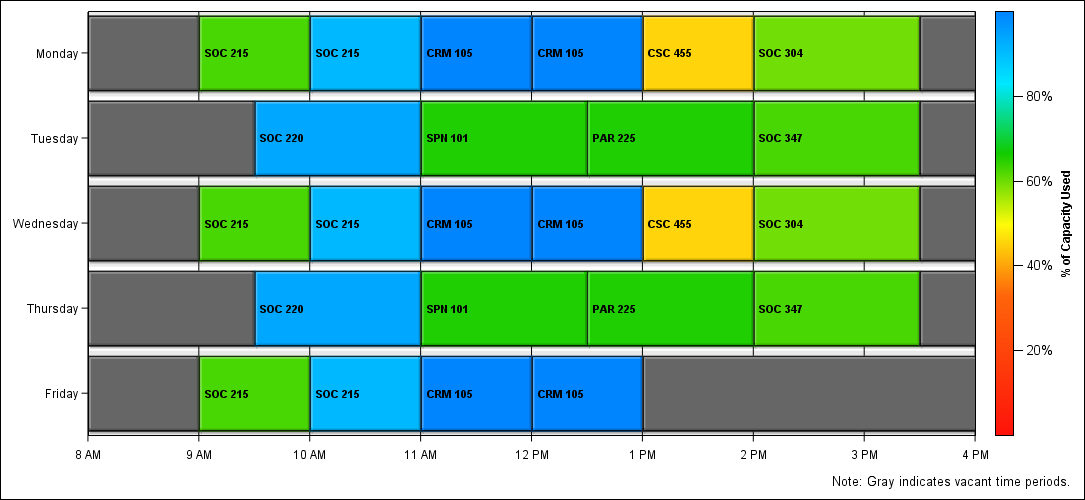 Monday SOC 215 SOC 215 CRM 105 CRM 105 CSC 455 SOC 304
Tuesday SOC 220 SPN 101 PAR 225 SOC 347
Wednesday SOC 215 SOC 215 CRM 105 CRM 105 CSC 455 SOC 304
Thursday SOC 220 SPN 101 PAR 225 SOC 347
Friday SOC 215 SOC 215 CRM 105 CRM 105
8 AM 9 AM 10 AM 11 AM 12 PM 1 PM 2 PM 3 PM 4 PM
80%
60%
40%
20%
% of Capacity Used
Note: Gray indicates vacant time periods.